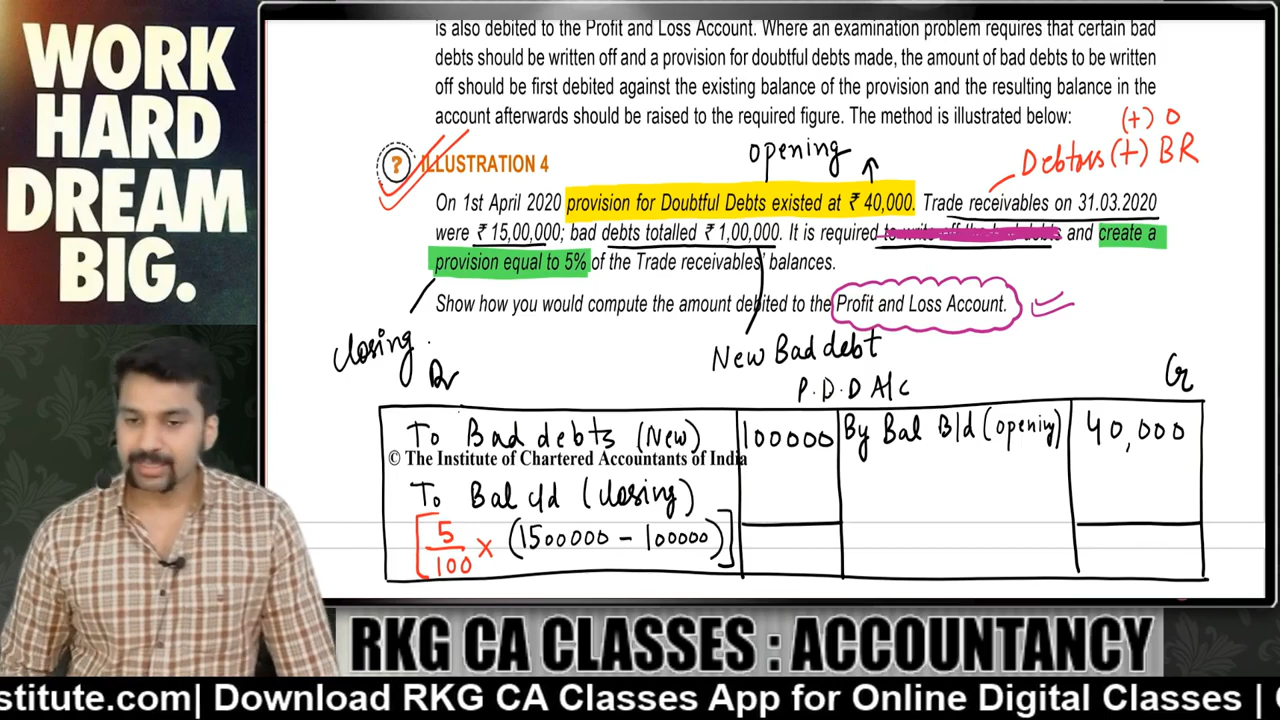 WORK
HARD
DREAM
BIG.
is also debited to the Profit and Loss Account. Where an examination problem requires that certain bad
debts should be written off and a provision for doubtful debts made, the amount of bad debts to be written
off should be first debited against the existing balance of the provision and the resulting balance in the
account afterwards should be raised to the required figure. The method is illustrated below:
(+) O
opening
Debtors (+) BR
? ILLUSTRATION 4
On 1st April 2020 provision for Doubtful Debts existed at ₹ 40,000. Trade receivables on 31.03.2020
were ₹ 15,00,000; bad debts totalled ₹ 1,00,000. It is required to write off the bad debts and create a
provision equal to 5% of the Trade receivables' balances.
Show how you would compute the amount debited to the Profit and Loss Account.
closing
New Bad debt
Dr
P.D.D A/C
Cr
To Bad debts (New) 100000 By Bal B/d (opening) 40,000
© The Institute of Chartered Accountants of India
To Bal c/d (closing)
[5/100 × (1500000 - 100000)]
RKG CA CLASSES : ACCOUNTANCY
stitute.com| Download RKG CA Classes App for Online Digital Classes |